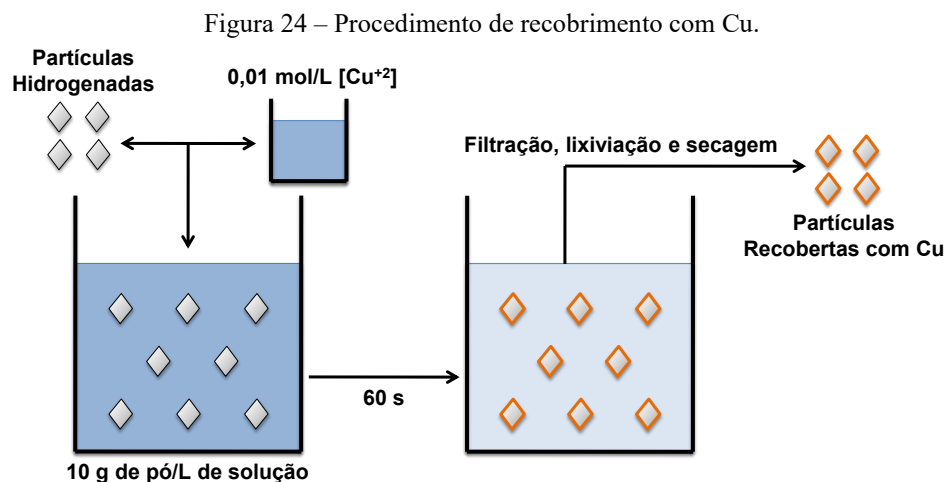 Figura 24 – Procedimento de recobrimento com Cu.
Partículas
Hidrogenadas
0,01 mol/L [Cu⁺²]
Filtração, lixiviação e secagem
Partículas
Recobertas com Cu
60 s
10 g de pó/L de solução